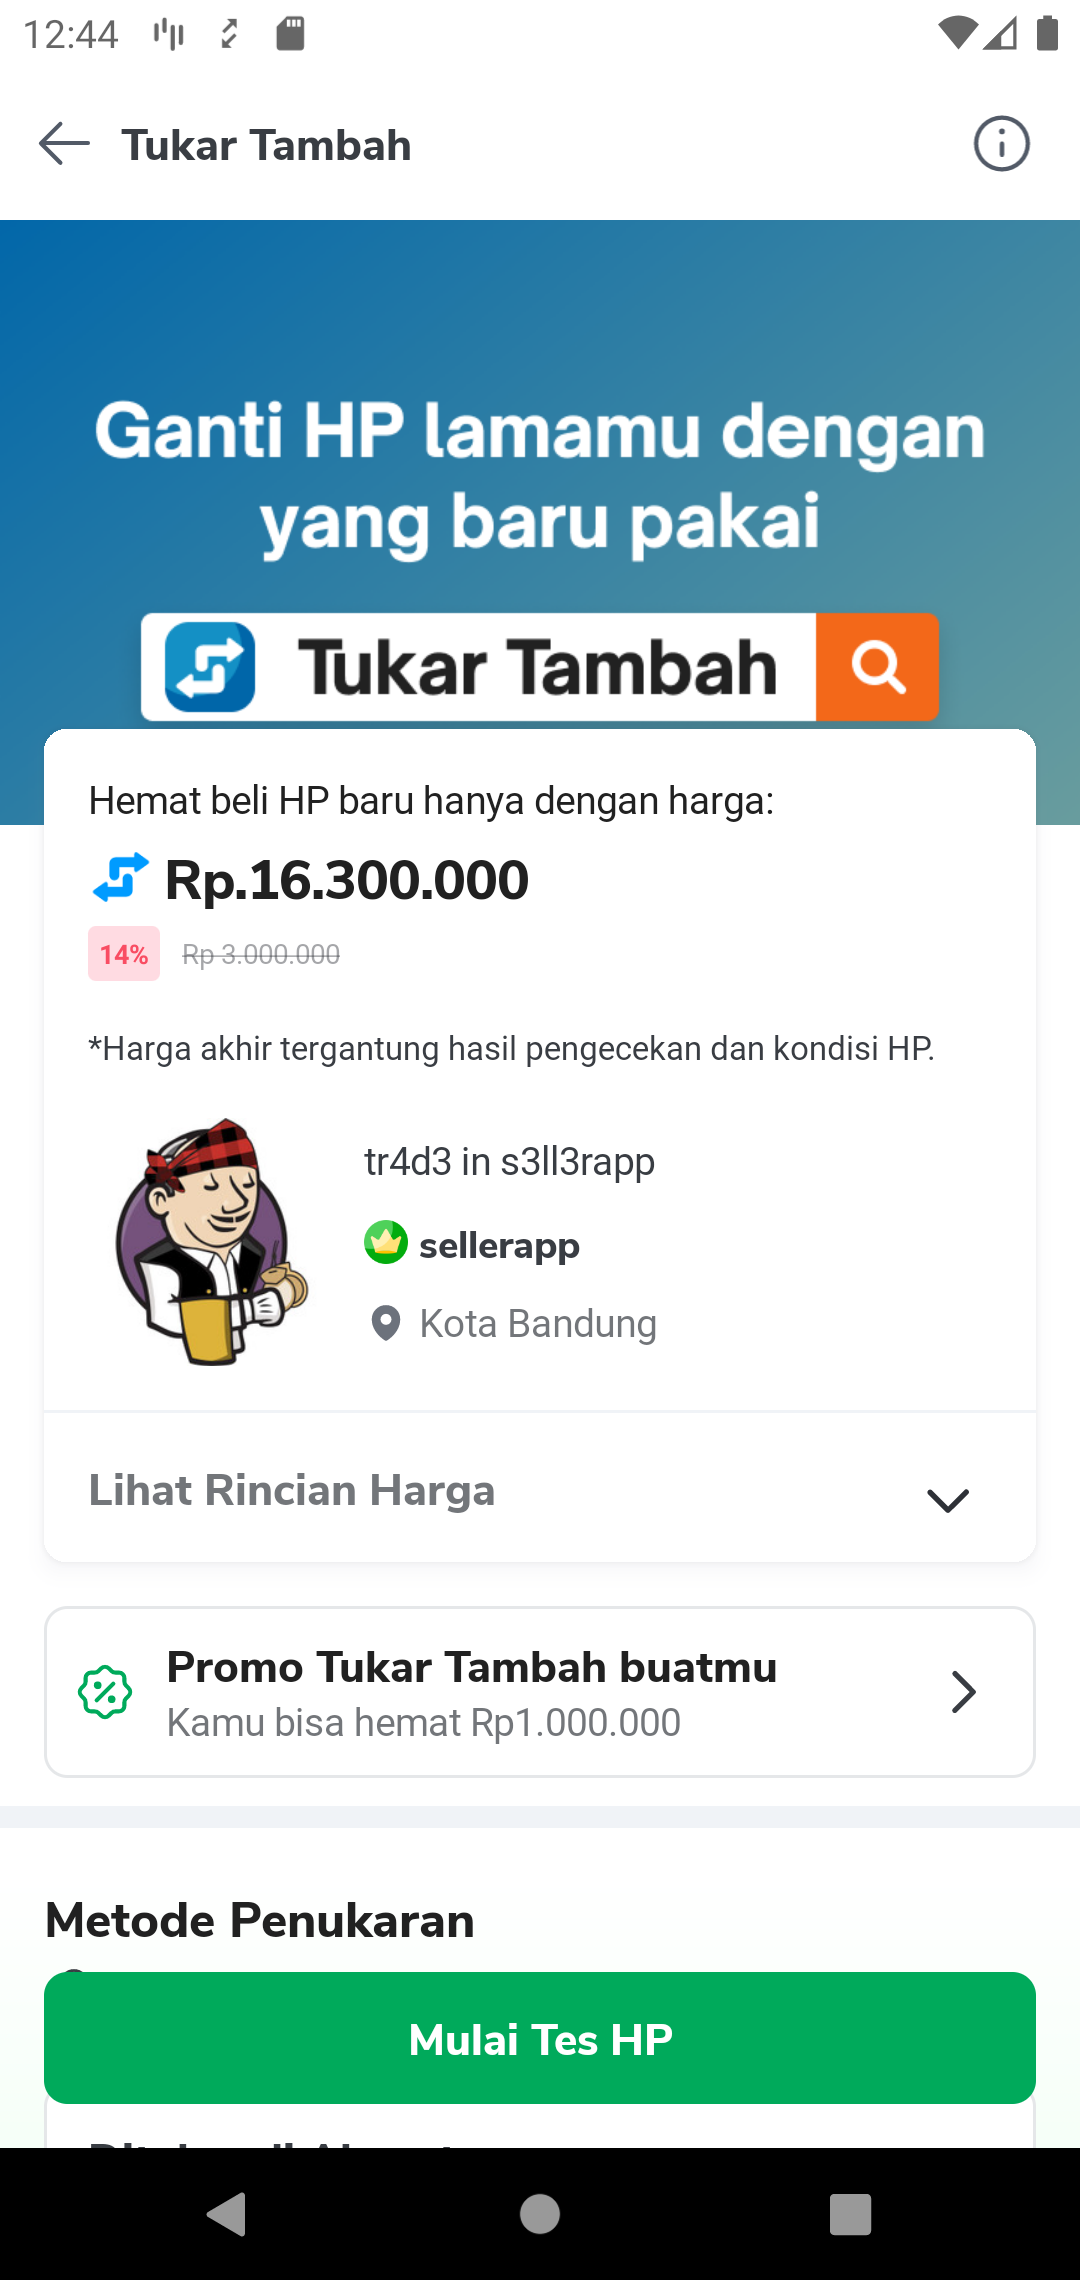 12:44
Tukar Tambah
Ganti HP lamamu dengan
yang baru pakai
Tukar Tambah
Hemat beli HP baru hanya dengan harga:
Rp.16.300.000
14% Rp 3.000.000
*Harga akhir tergantung hasil pengecekan dan kondisi HP.
tr4d3 in s3ll3rapp
sellerapp
Kota Bandung
Lihat Rincian Harga
Promo Tukar Tambah buatmu
Kamu bisa hemat Rp1.000.000
Metode Penukaran
Mulai Tes HP